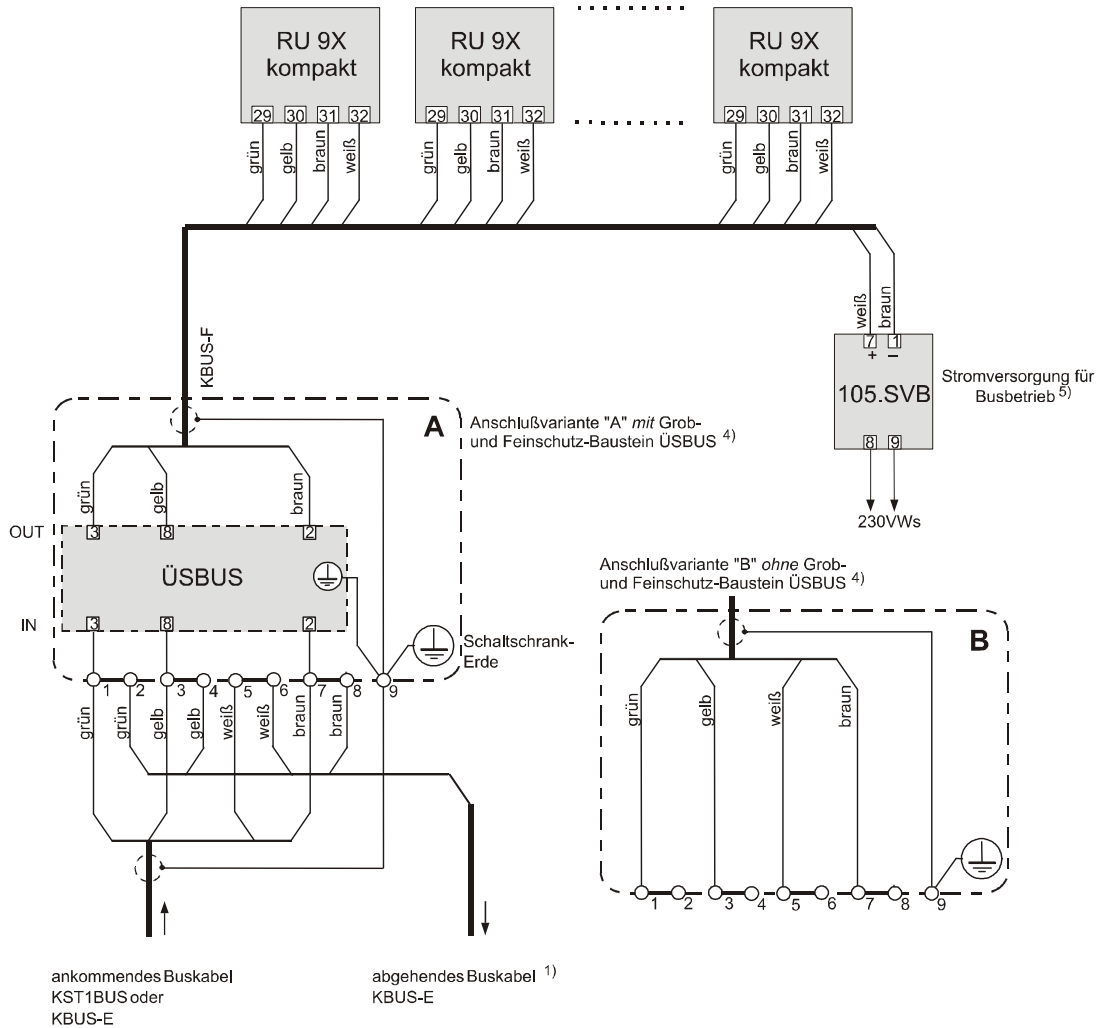 RU 9X
kompakt
29 30 31 32
grün
gelb
braun
weiß
RU 9X
kompakt
29 30 31 32
grün
gelb
braun
weiß
RU 9X
kompakt
29 30 31 32
grün
gelb
braun
weiß
KBUS-F
weiß
braun
7 1
+ –
105.SVB
8 9
230VWs
Stromversorgung für
Busbetrieb 5)
A
Anschlußvariante "A" mit Grob-
und Feinschutz-Baustein ÜSBUS 4)
grün
gelb
braun
OUT
3 8 2
ÜSBUS
IN
3 8 2
Schaltschrank-
Erde
1 2 3 4 5 6 7 8 9
grün
grün
gelb
gelb
weiß
weiß
braun
braun
Anschlußvariante "B" ohne Grob-
und Feinschutz-Baustein ÜSBUS 4)
B
grün
gelb
weiß
braun
1 2 3 4 5 6 7 8 9
ankommendes Buskabel
KST1BUS oder
KBUS-E
abgehendes Buskabel 1)
KBUS-E